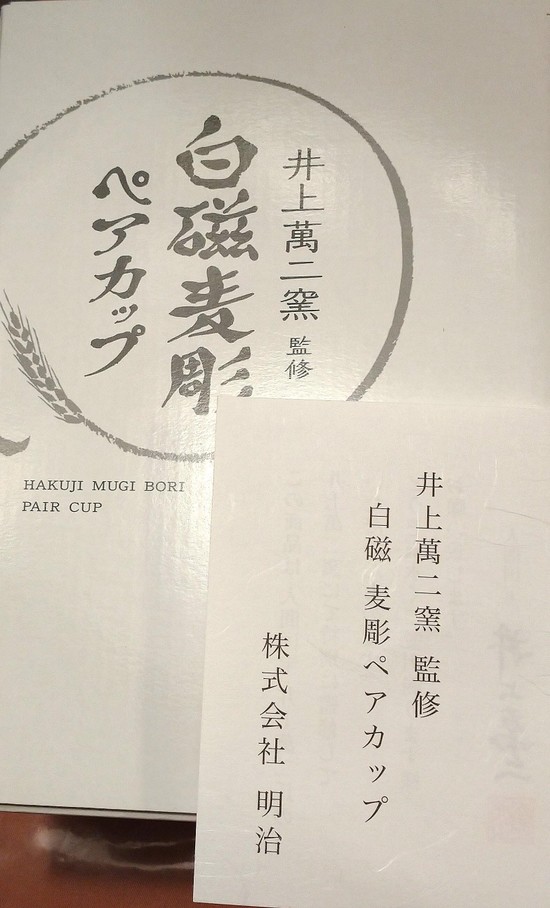 井上萬二窯 監修
白磁麦彫
ペアカップ
HAKUJI MUGI BORI
PAIR CUP
井上萬二窯 監修
白磁 麦彫ペアカップ
株式会社 明治